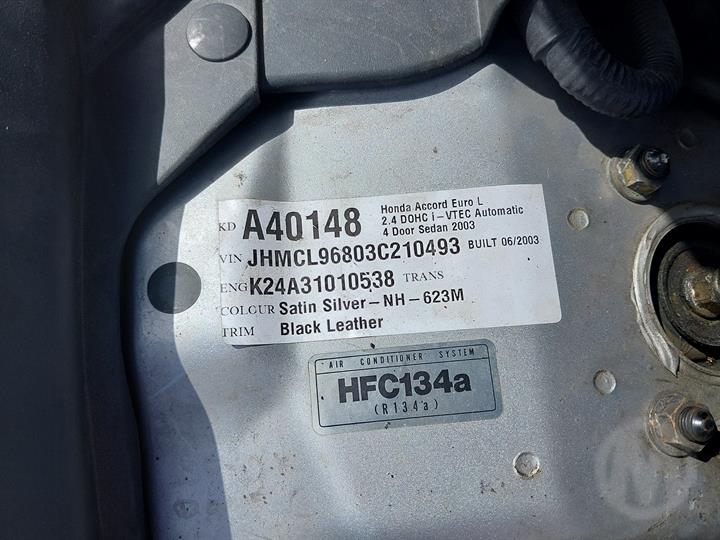 KD A40148 Honda Accord Euro L
2.4 DOHC i-VTEC Automatic
4 Door Sedan 2003
VIN JHMCL96803C210493 BUILT 06/2003
ENG K24A31010538 TRANS
COLOUR Satin Silver-NH-623M
TRIM Black Leather
AIR CONDITIONER SYSTEM
HFC134a
(R134a)